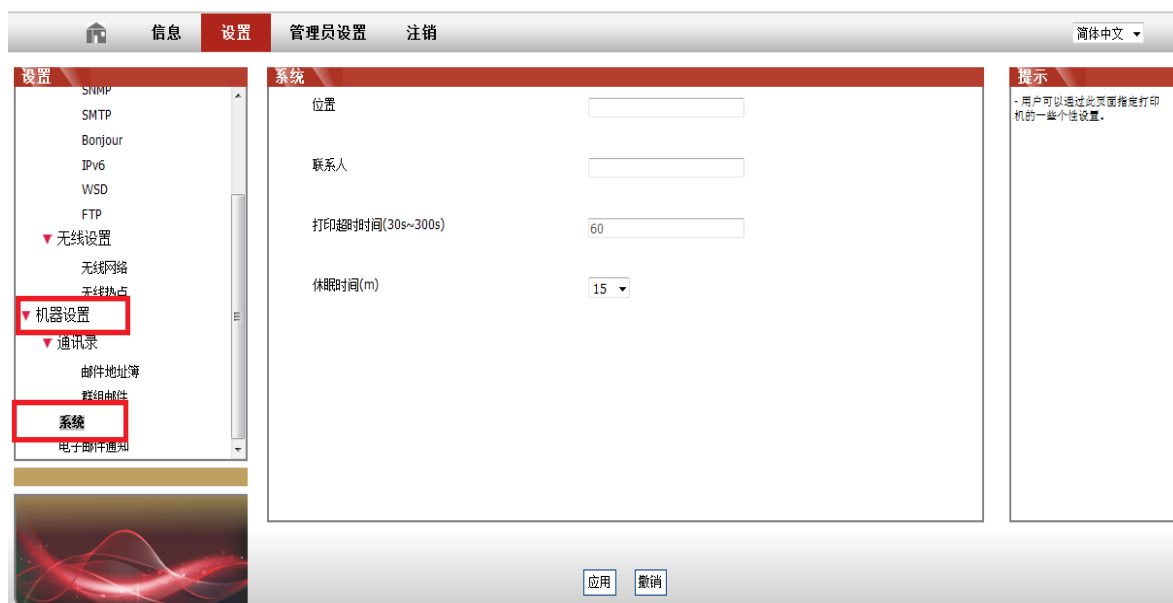 信息 设置 管理员设置 注销 简体中文
设置
SNMP
SMTP
Bonjour
IPv6
WSD
FTP
无线设置
无线网络
无线热点
机器设置
通讯录
邮件地址簿
群组邮件
系统
电子邮件通知
系统
位置
联系人
打印超时时间(30s~300s) 60
休眠时间(m) 15
提示
- 用户可以通过此页面指定打印
机的一些个性设置。
应用 撤销